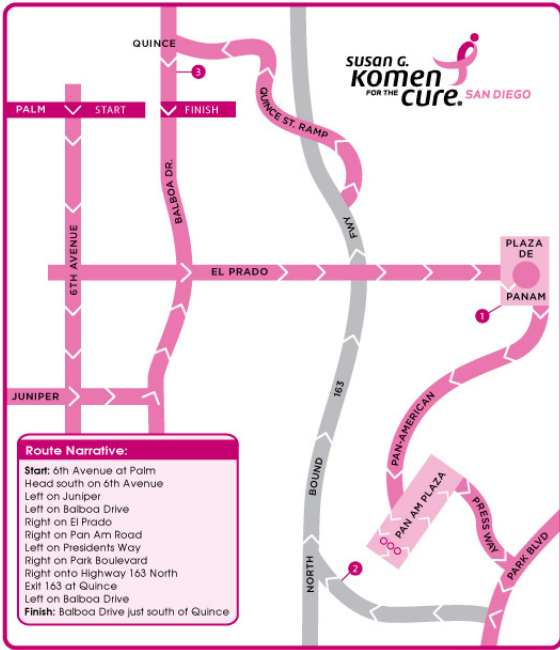 QUINCE
3
SUSAN G.
Komen
FOR THE
CURE®
SAN DIEGO
PALM
START
FINISH
QUINCE ST. RAMP
BALBOA DR.
6TH AVENUE
FWY
EL PRADO
PLAZA
DE
PANAM
1
163
JUNIPER
PAN-AMERICAN
BOUND
PAN AM PLAZA
PRESS WAY
PARK BLVD
NORTH
2
Route Narrative:
Start: 6th Avenue at Palm
Head south on 6th Avenue
Left on Juniper
Left on Balboa Drive
Right on El Prado
Right on Pan Am Road
Left on Presidents Way
Right on Park Boulevard
Right onto Highway 163 North
Exit 163 at Quince
Left on Balboa Drive
Finish: Balboa Drive just south of Quince